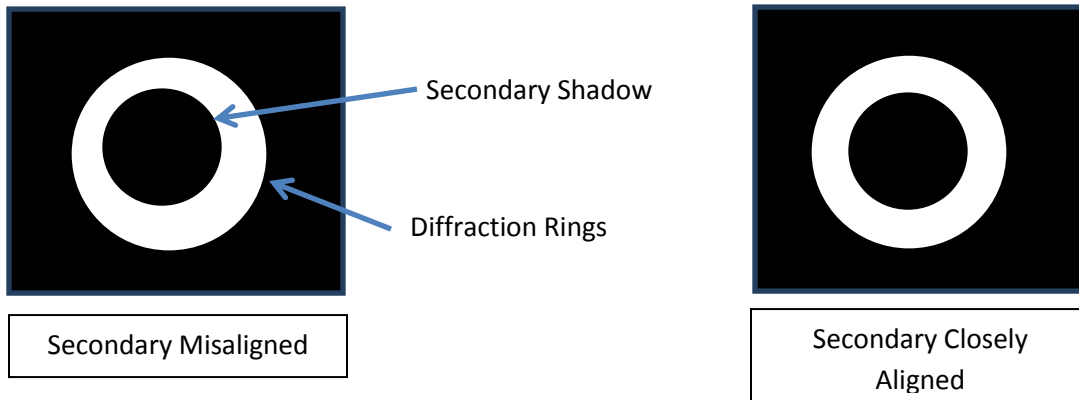 Secondary Shadow
Diffraction Rings
Secondary Misaligned
Secondary Closely
Aligned